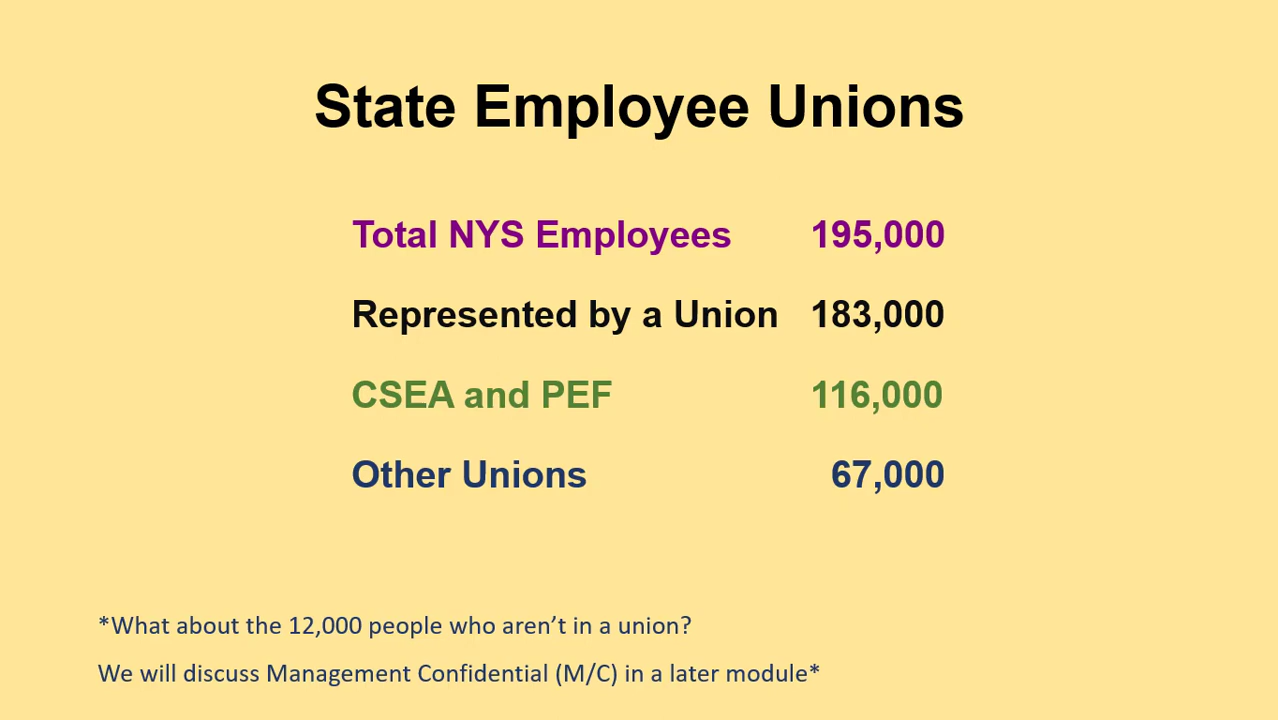 State Employee Unions
Total NYS Employees 195,000
Represented by a Union 183,000
CSEA and PEF 116,000
Other Unions 67,000
*What about the 12,000 people who aren’t in a union?
We will discuss Management Confidential (M/C) in a later module*